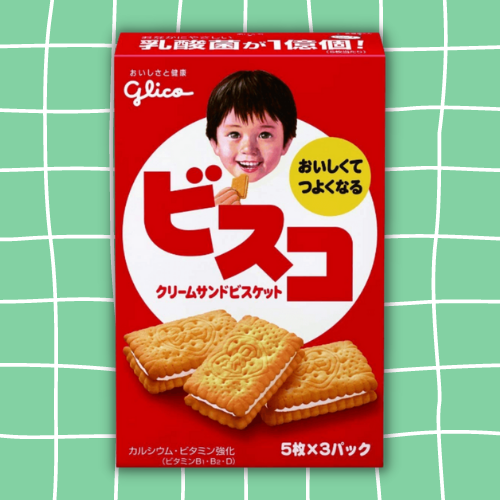 乳酸菌が1億個!
おいしさと健康
glico
おいしくて
つよくなる
ビスコ
クリームサンドビスケット
カルシウム・ビタミン強化
(ビタミンB₁・B₂・D)
5枚×3パック